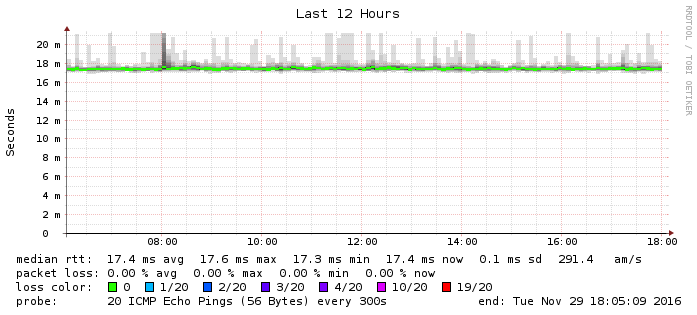 Last 12 Hours
RRDTOOL / TOBI OETIKER
Seconds
20 m
18 m
16 m
14 m
12 m
10 m
8 m
6 m
4 m
2 m
0
08:00 10:00 12:00 14:00 16:00 18:00
median rtt: 17.4 ms avg 17.6 ms max 17.3 ms min 17.4 ms now 0.1 ms sd 291.4 am/s
packet loss: 0.00 % avg 0.00 % max 0.00 % min 0.00 % now
loss color: 0 1/20 2/20 3/20 4/20 10/20 19/20
probe: 20 ICMP Echo Pings (56 Bytes) every 300s end: Tue Nov 29 18:05:09 2016